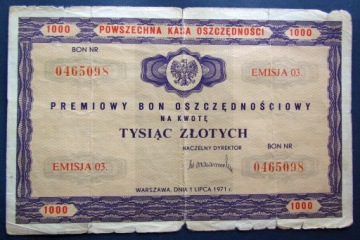 1000 POWSZECHNA KASA OSZCZĘDNOŚCI 1000
BON NR
0465098 EMISJA 03.
PREMIOWY BON OSZCZĘDNOŚCIOWY
NA KWOTĘ
TYSIĄC ZŁOTYCH
NACZELNY DYREKTOR BON NR
EMISJA 03. 0465098
WARSZAWA, DNIA 1 LIPCA 1971 r.
1000 1000